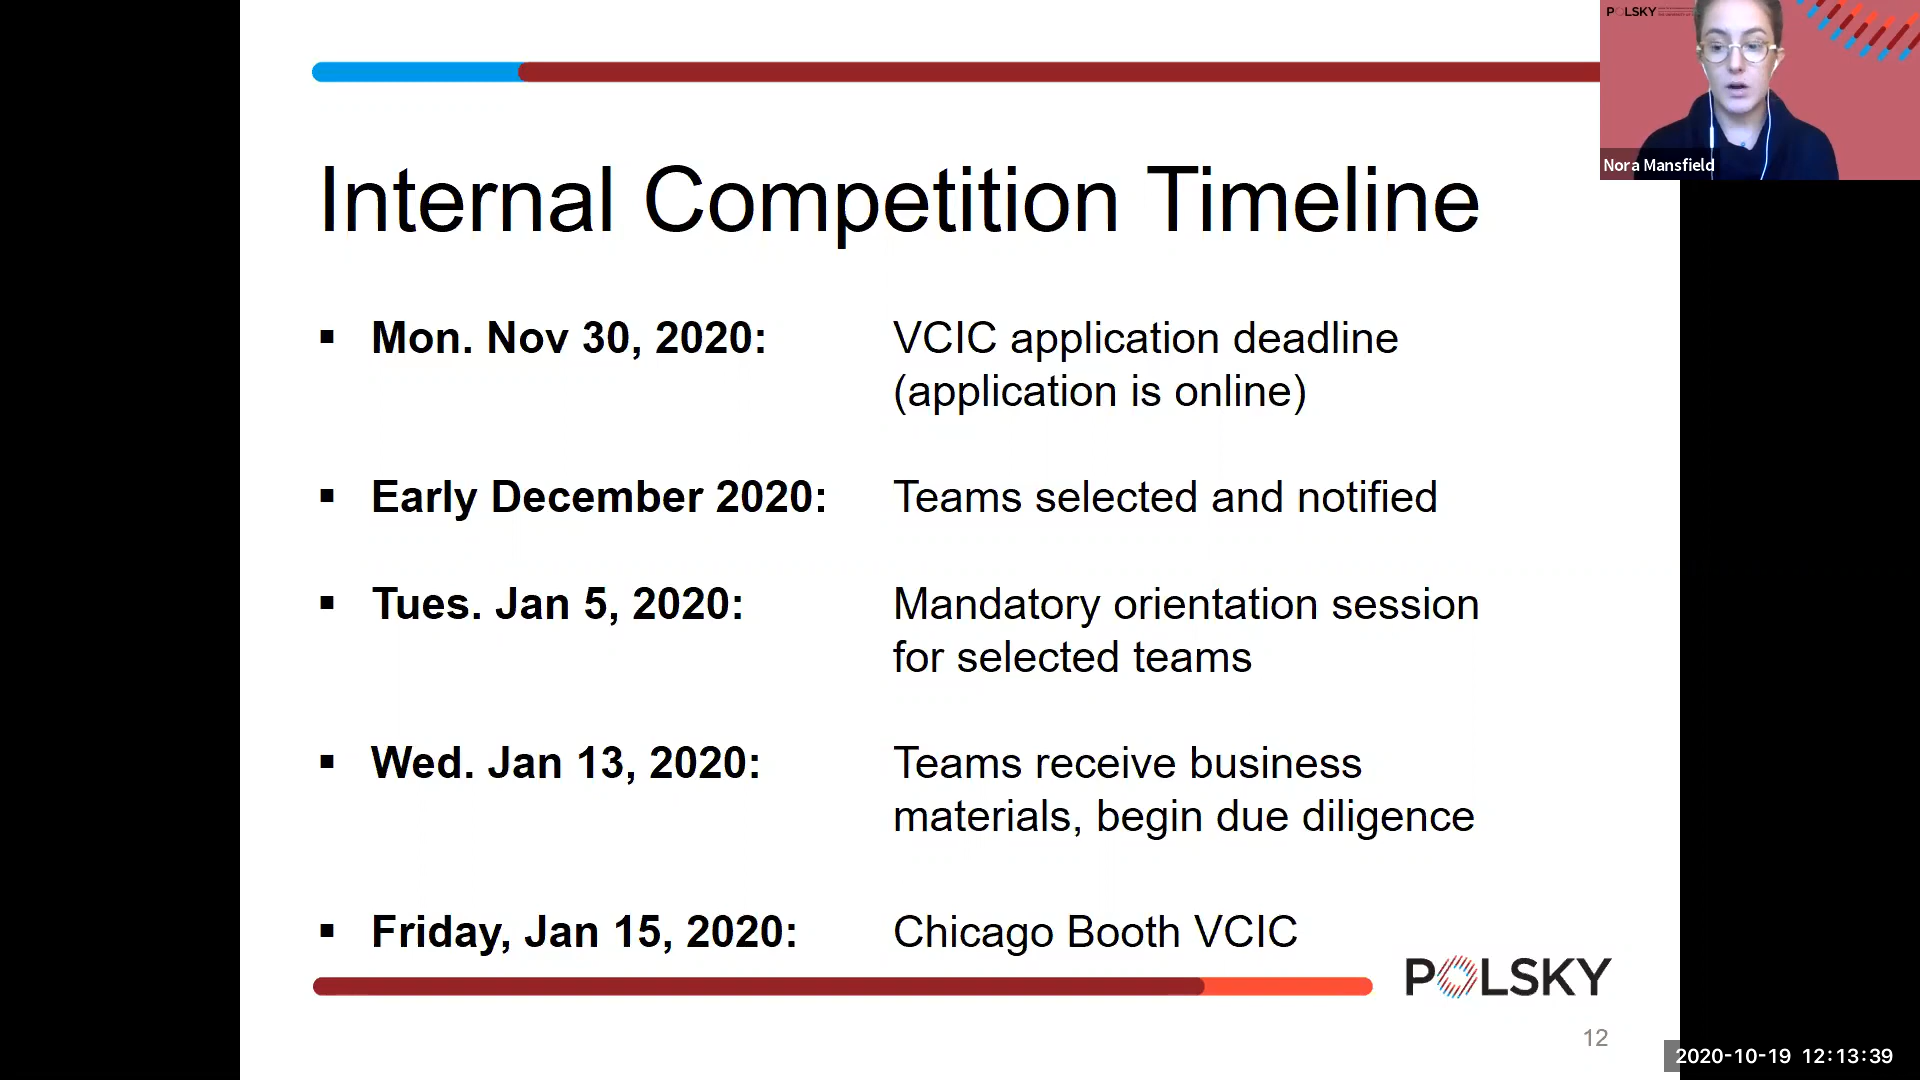 POLSKY
Nora Mansfield
Internal Competition Timeline
▪ Mon. Nov 30, 2020: VCIC application deadline
(application is online)
▪ Early December 2020: Teams selected and notified
▪ Tues. Jan 5, 2020: Mandatory orientation session
for selected teams
▪ Wed. Jan 13, 2020: Teams receive business
materials, begin due diligence
▪ Friday, Jan 15, 2020: Chicago Booth VCIC
POLSKY
12
2020-10-19 12:13:39